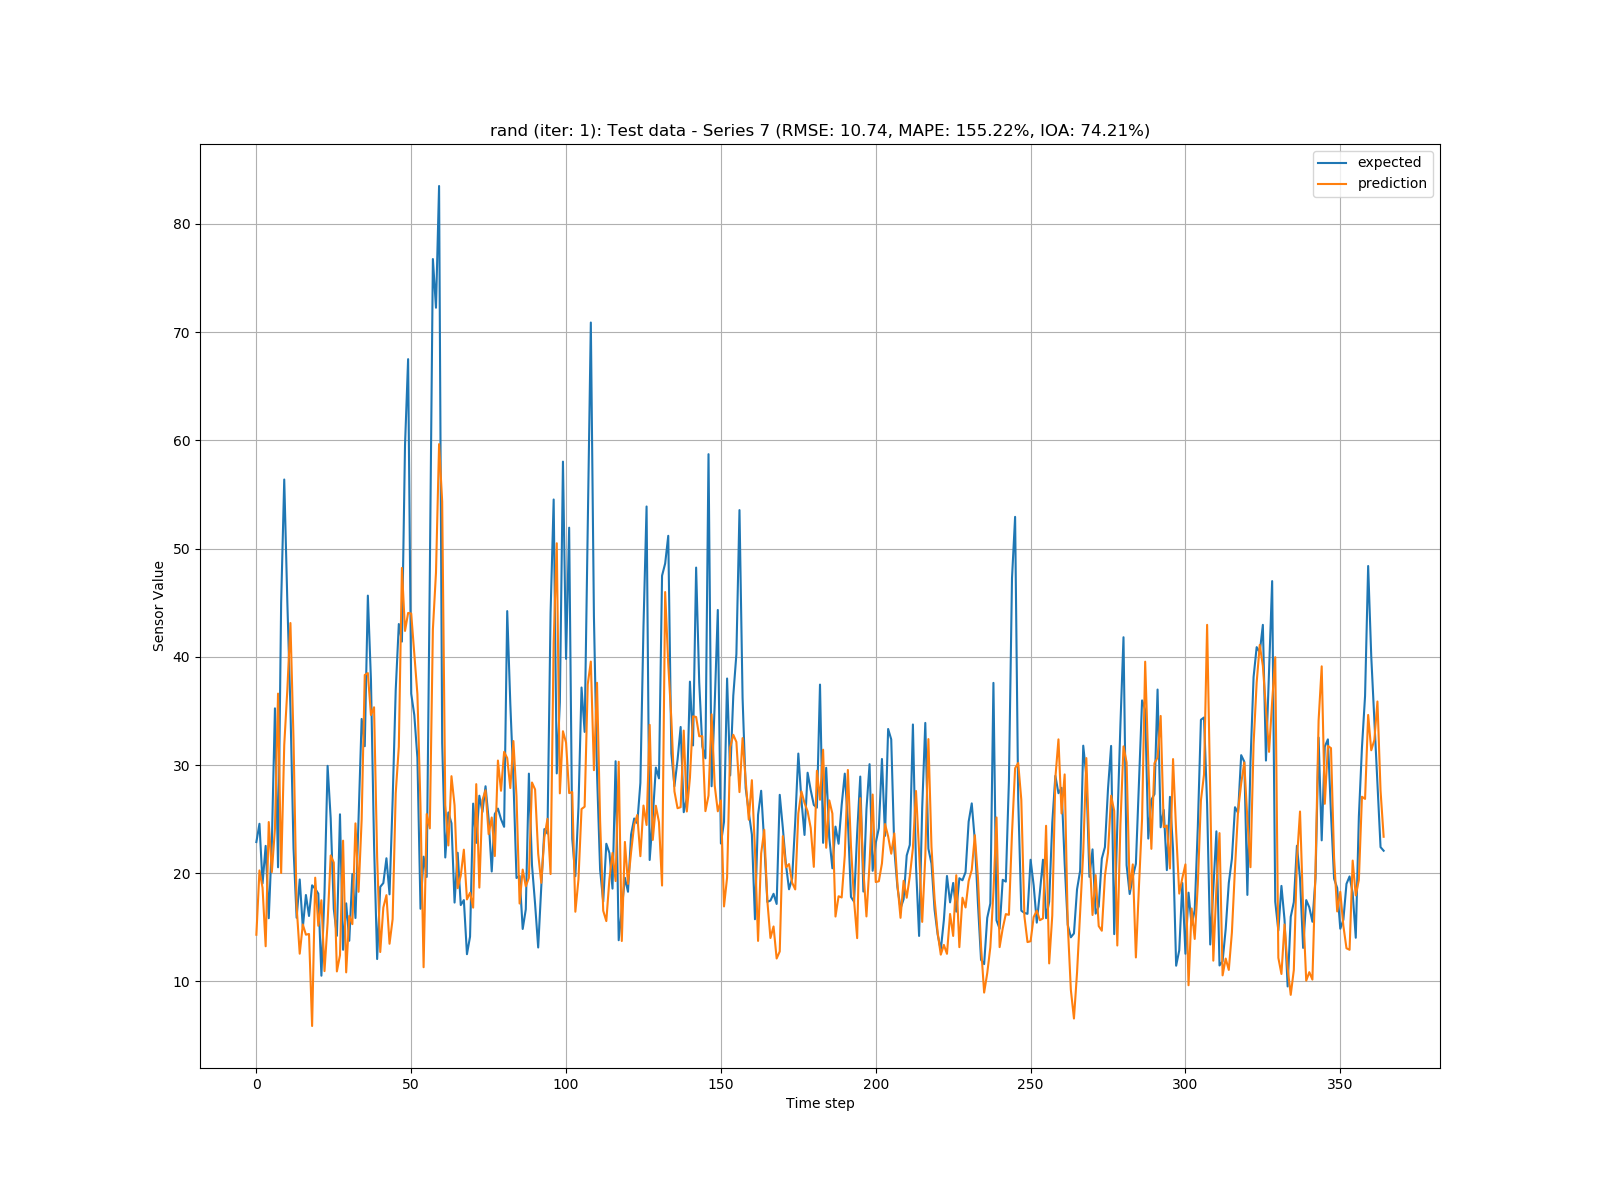 rand (iter: 1): Test data - Series 7 (RMSE: 10.74, MAPE: 155.22%, IOA: 74.21%)
expected
prediction
80
70
60
50
40
30
20
10
Sensor Value
0 50 100 150 200 250 300 350
Time step